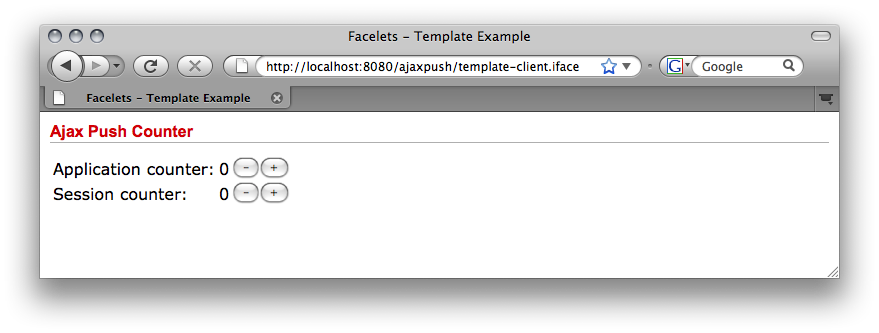 Facelets - Template Example
http://localhost:8080/ajaxpush/template-client.iface
G Google
Facelets - Template Example
Ajax Push Counter
Application counter: 0 - +
Session counter: 0 - +